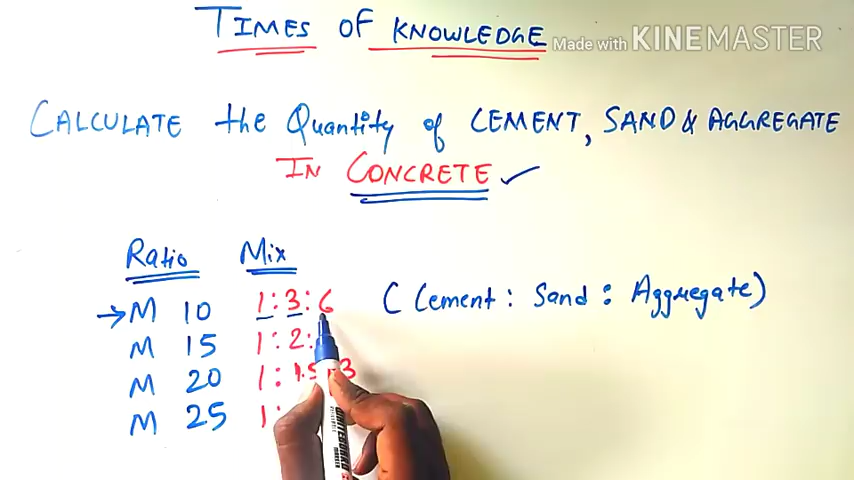 TIMES OF KNOWLEDGE
Made with KINEMASTER
CALCULATE the Quantity of CEMENT, SAND & AGGREGATE
IN CONCRETE
Ratio Mix
M 10 1:3:6 (Cement : Sand : Aggregate)
M 15 1:2:
M 20 1:1.5:3
M 25 1: